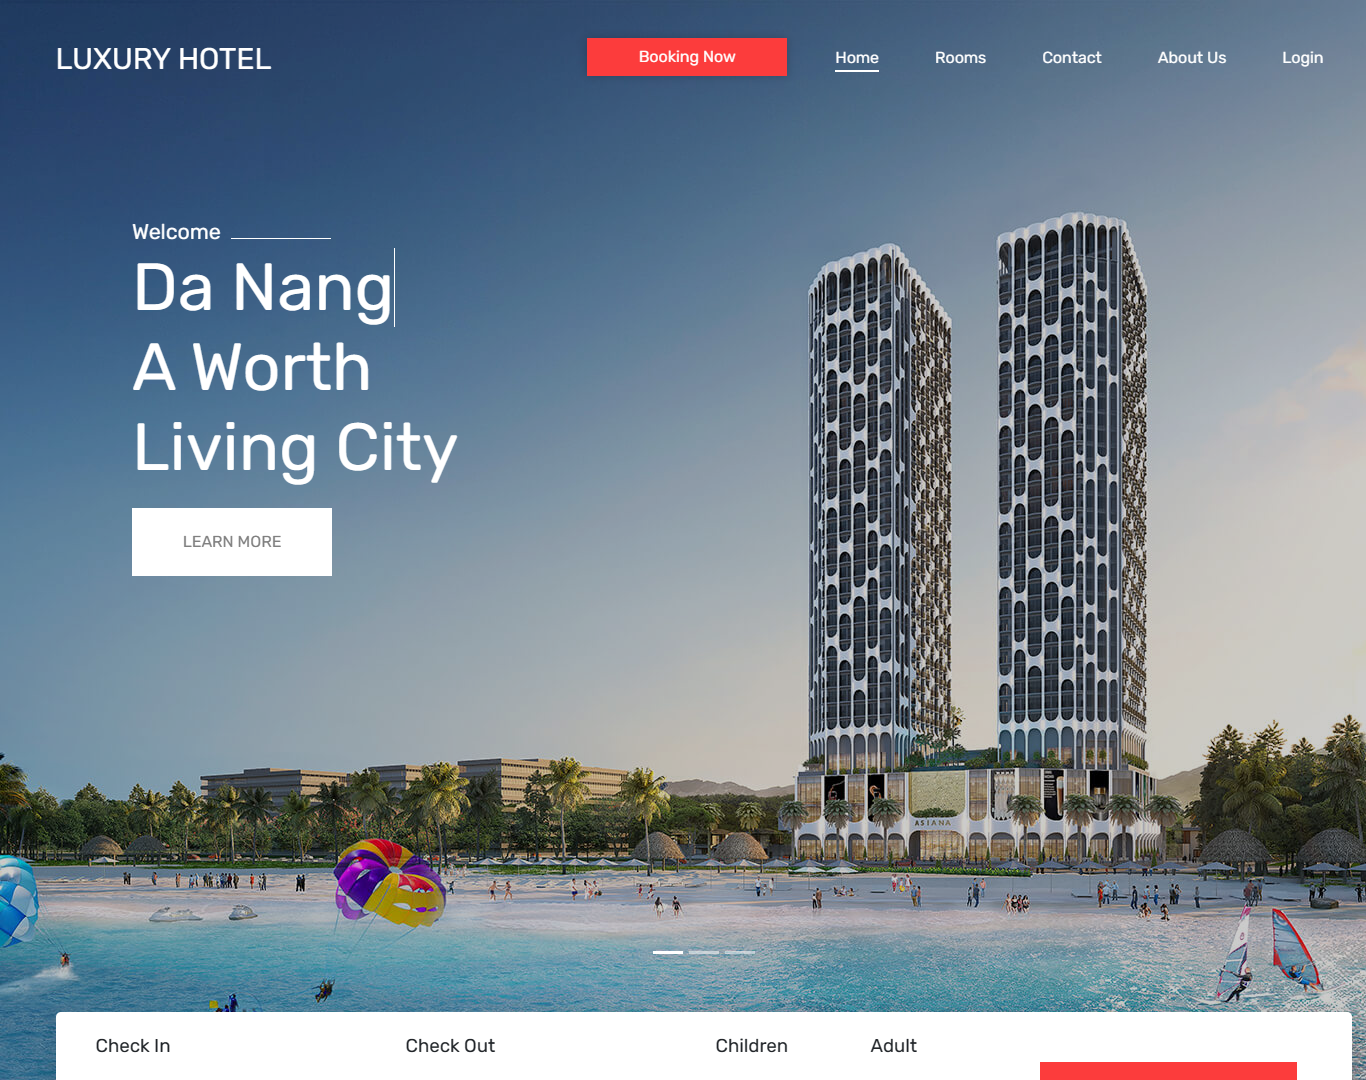 LUXURY HOTEL
Booking Now
Home
Rooms
Contact
About Us
Login
Welcome
Da Nang
A Worth
Living City
LEARN MORE
ASIANA
Check In
Check Out
Children
Adult